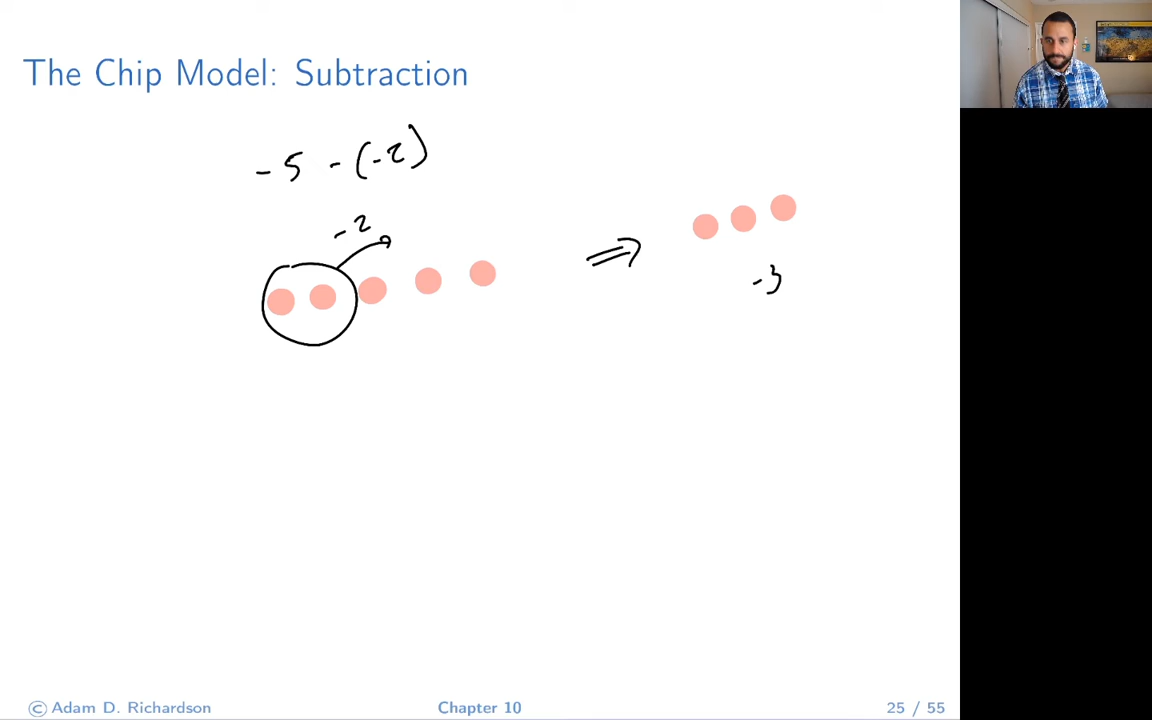 The Chip Model: Subtraction
-5 -(-2)
-2
⇒
-3
© Adam D. Richardson Chapter 10 25 / 55